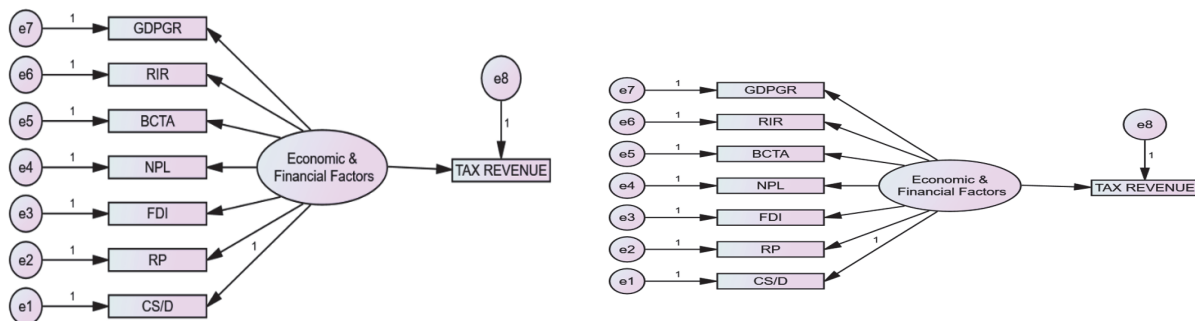 e7
1
GDPGR
e6
1
RIR
e5
1
BCTA
e4
1
NPL
e3
1
FDI
e2
1
RP
e1
1
CS/D
1
Economic &
Financial Factors
e8
1
TAX REVENUE
e7
1
GDPGR
e6
1
RIR
e5
1
BCTA
e4
1
NPL
e3
1
FDI
e2
1
RP
e1
1
CS/D
1
Economic &
Financial Factors
e8
1
TAX REVENUE